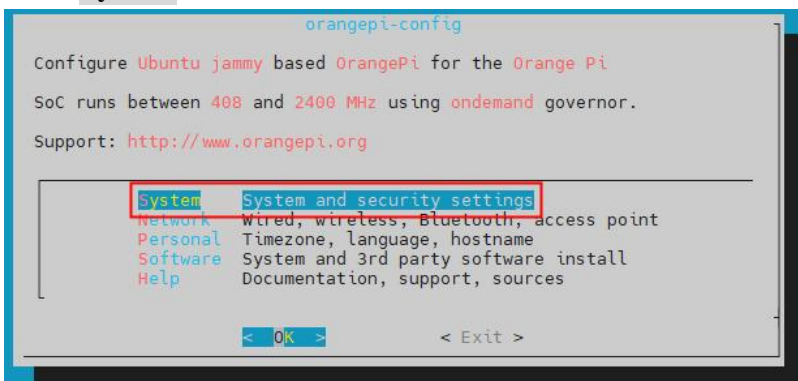 orangepi-config
Configure Ubuntu jammy based OrangePi for the Orange Pi
SoC runs between 408 and 2400 MHz using ondemand governor.
Support: http://www.orangepi.org
System System and security settings
Network Wired, wireless, Bluetooth, access point
Personal Timezone, language, hostname
Software System and 3rd party software install
Help Documentation, support, sources
< OK > < Exit >